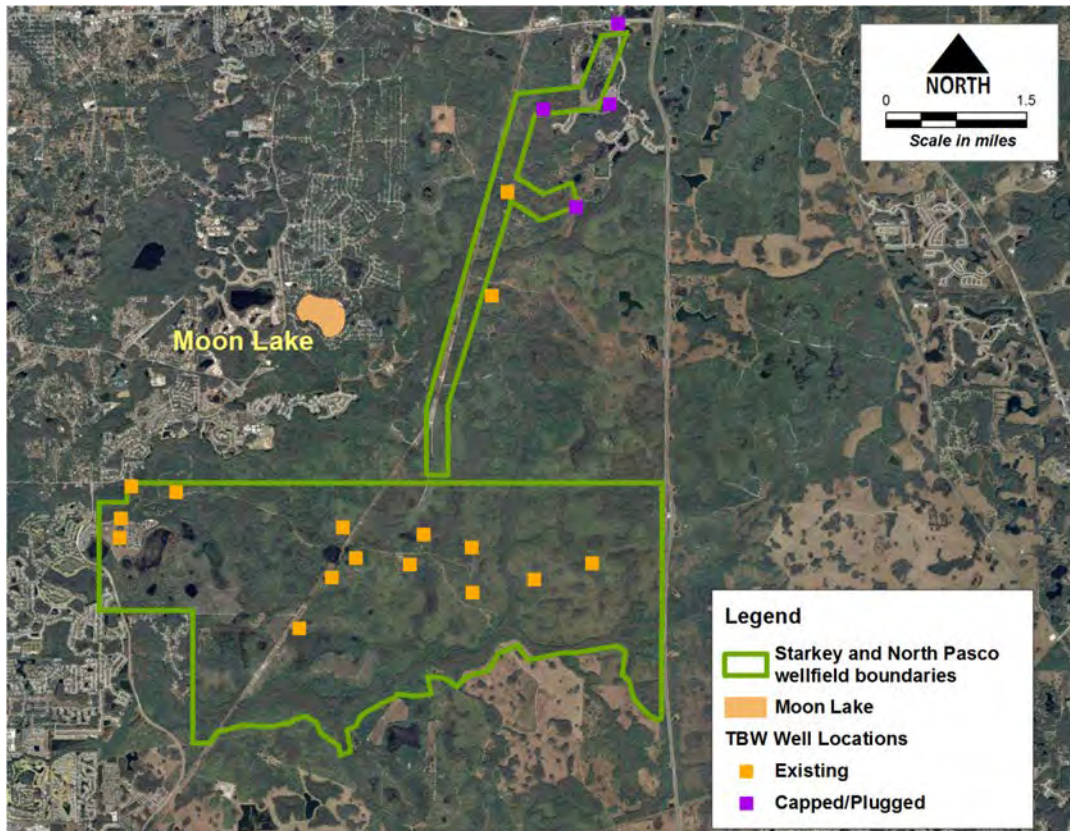 NORTH
0 1.5
Scale in miles
Moon Lake
Legend
Starkey and North Pasco
wellfield boundaries
Moon Lake
TBW Well Locations
Existing
Capped/Plugged